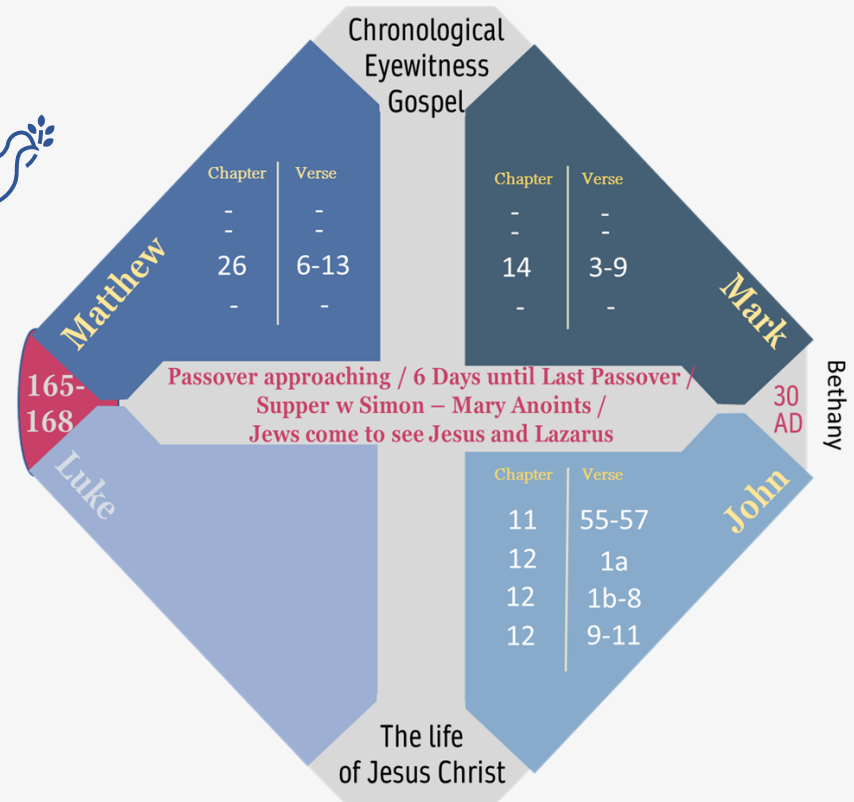 Chronological
Eyewitness
Gospel
Matthew
Chapter Verse
- -
- -
26 6-13
- -
Mark
Chapter Verse
- -
- -
14 3-9
- -
165-
168
Passover approaching / 6 Days until Last Passover /
Supper w Simon – Mary Anoints /
Jews come to see Jesus and Lazarus
30
AD
Bethany
Luke
John
Chapter Verse
11 55-57
12 1a
12 1b-8
12 9-11
The life
of Jesus Christ